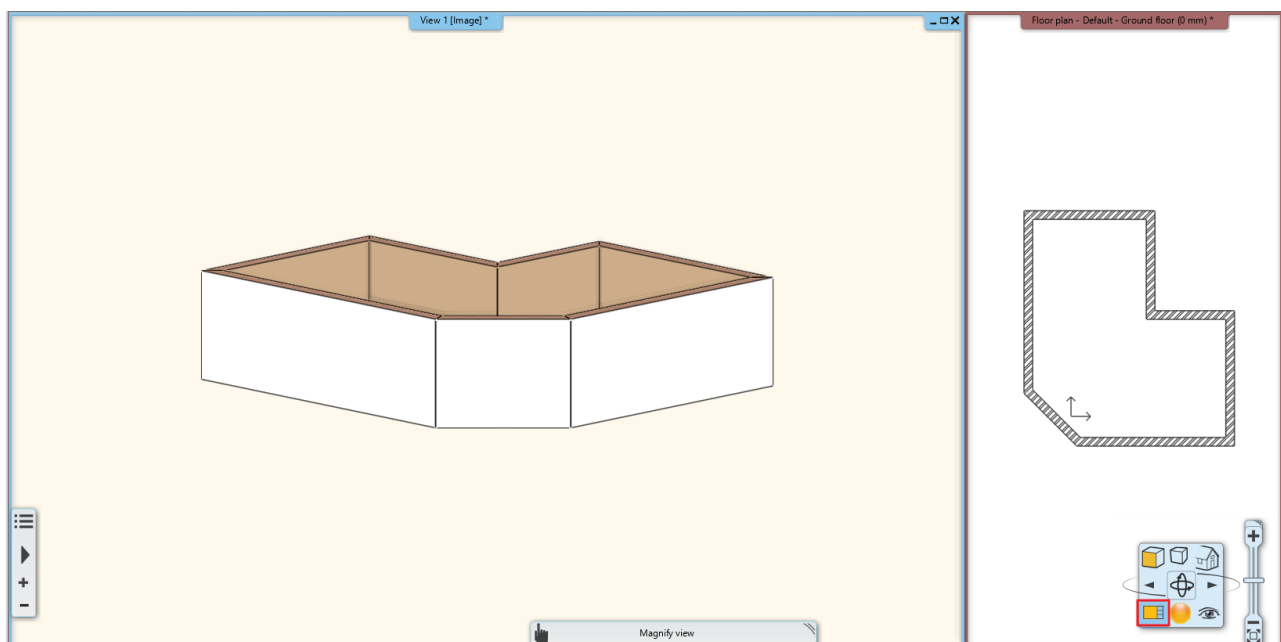 View 1 [Image] *
Floor plan - Default - Ground floor (0 mm) *
Magnify view